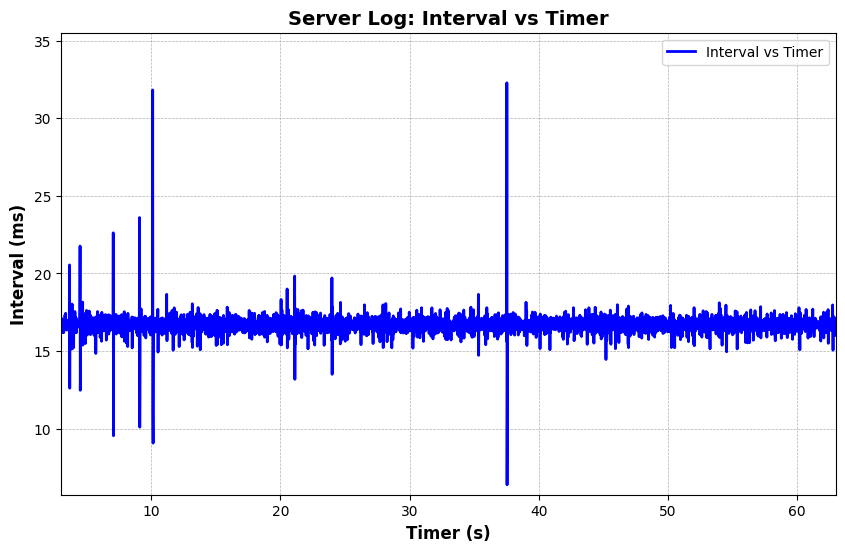 Server Log: Interval vs Timer
Interval vs Timer
35
30
25
20
15
10
Interval (ms)
10 20 30 40 50 60
Timer (s)